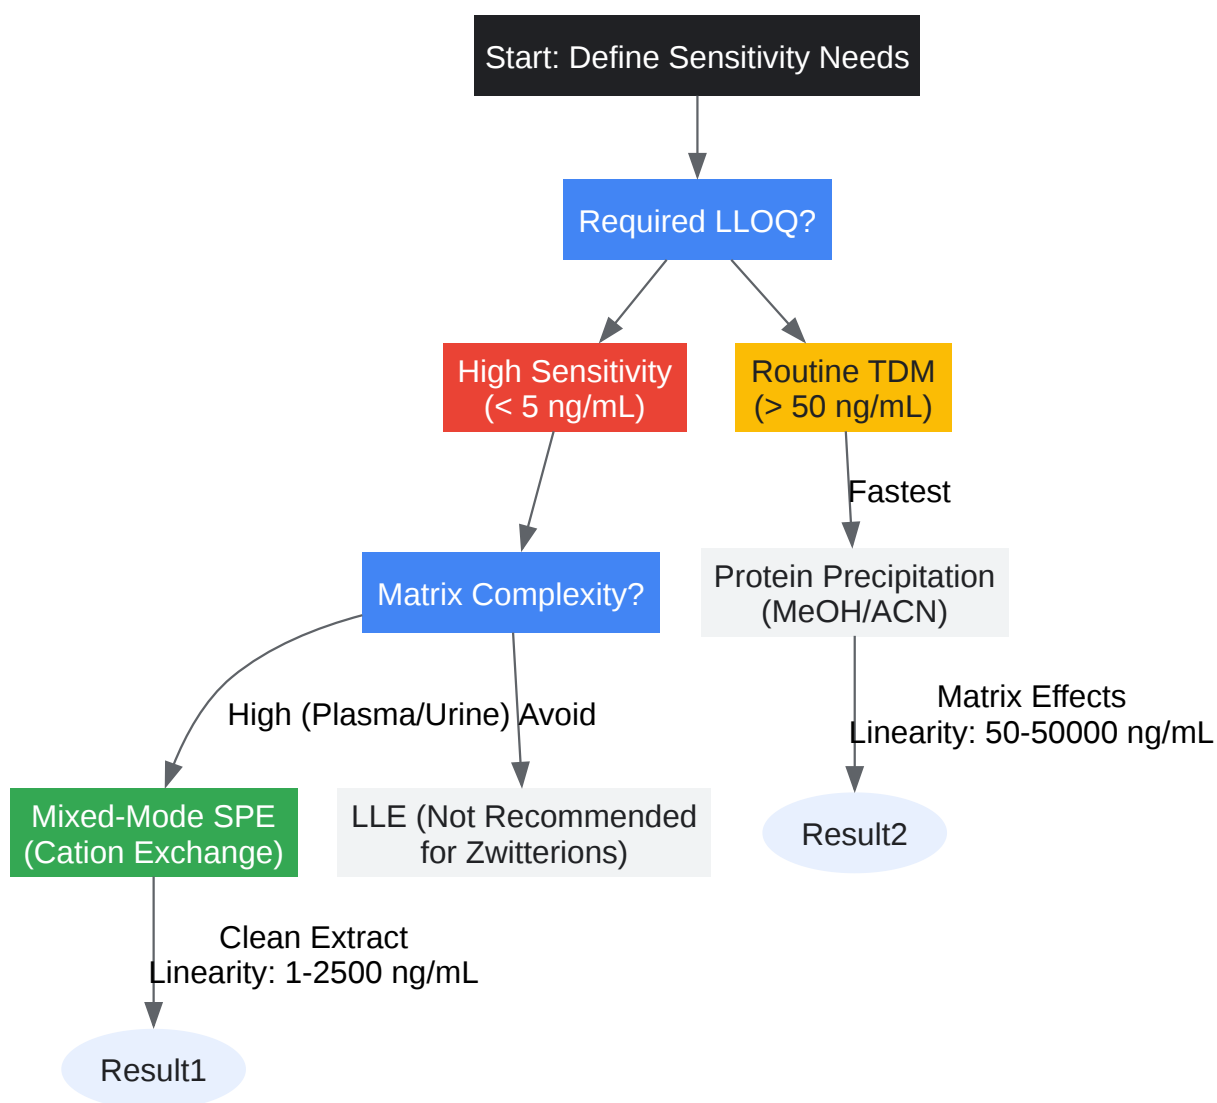 Start: Define Sensitivity Needs
Required LLOQ?
High Sensitivity
(< 5 ng/mL)
Routine TDM
(> 50 ng/mL)
Fastest
Matrix Complexity?
Protein Precipitation
(MeOH/ACN)
High (Plasma/Urine)
Avoid
Matrix Effects
Linearity: 50-50000 ng/mL
Mixed-Mode SPE
(Cation Exchange)
LLE (Not Recommended
for Zwitterions)
Result2
Clean Extract
Linearity: 1-2500 ng/mL
Result1